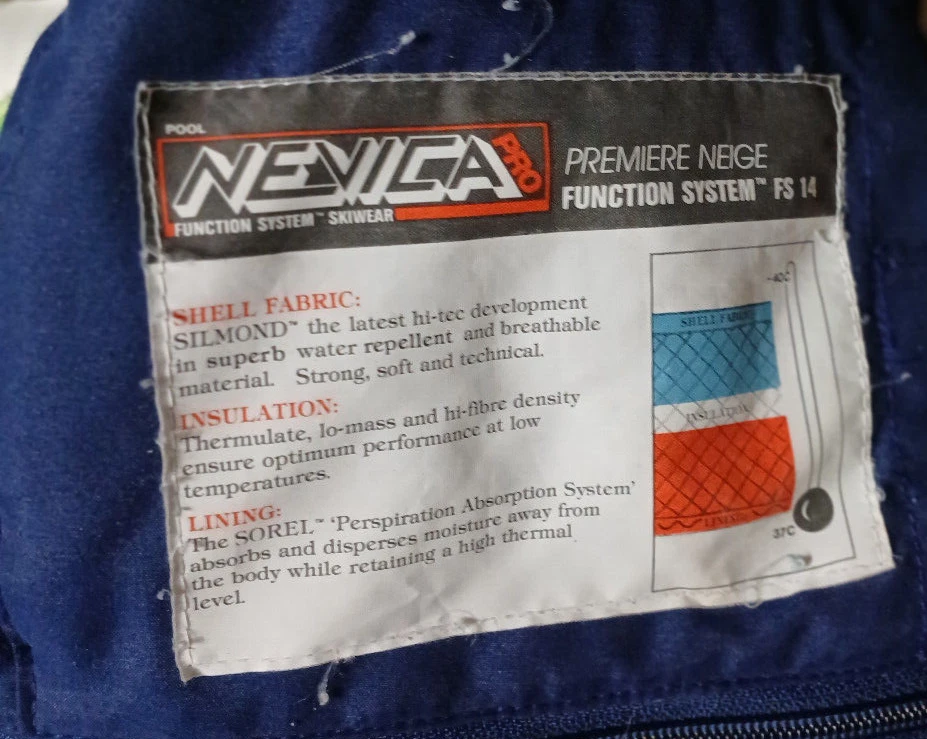 POOL
NEVICA PRO
FUNCTION SYSTEM™ SKIWEAR
PREMIERE NEIGE
FUNCTION SYSTEM™ FS 14
SHELL FABRIC:
SILMOND™ the latest hi-tec development
in superb water repellent and breathable
material. Strong, soft and technical.
INSULATION:
Thermulate, lo-mass and hi-fibre density
ensure optimum performance at low
temperatures.
LINING:
The SOREL™ ‘Perspiration Absorption System’
absorbs and disperses moisture away from
the body while retaining a high thermal
level.
-40C
SHELL FABRIC
INSULATION
LINING
37C